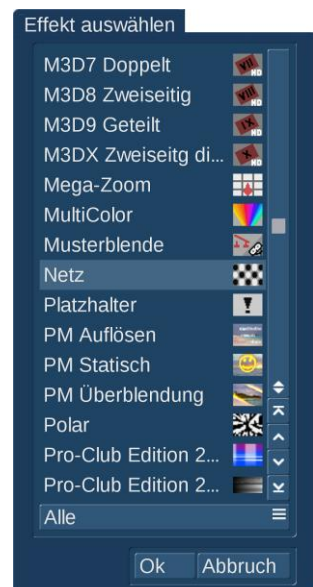 Effekt auswählen
M3D7 Doppelt
M3D8 Zweiseitig
M3D9 Geteilt
M3DX Zweiseitg di...
Mega-Zoom
MultiColor
Musterblende
Netz
Platzhalter
PM Auflösen
PM Statisch
PM Überblendung
Polar
Pro-Club Edition 2...
Pro-Club Edition 2...
Alle
Ok Abbruch